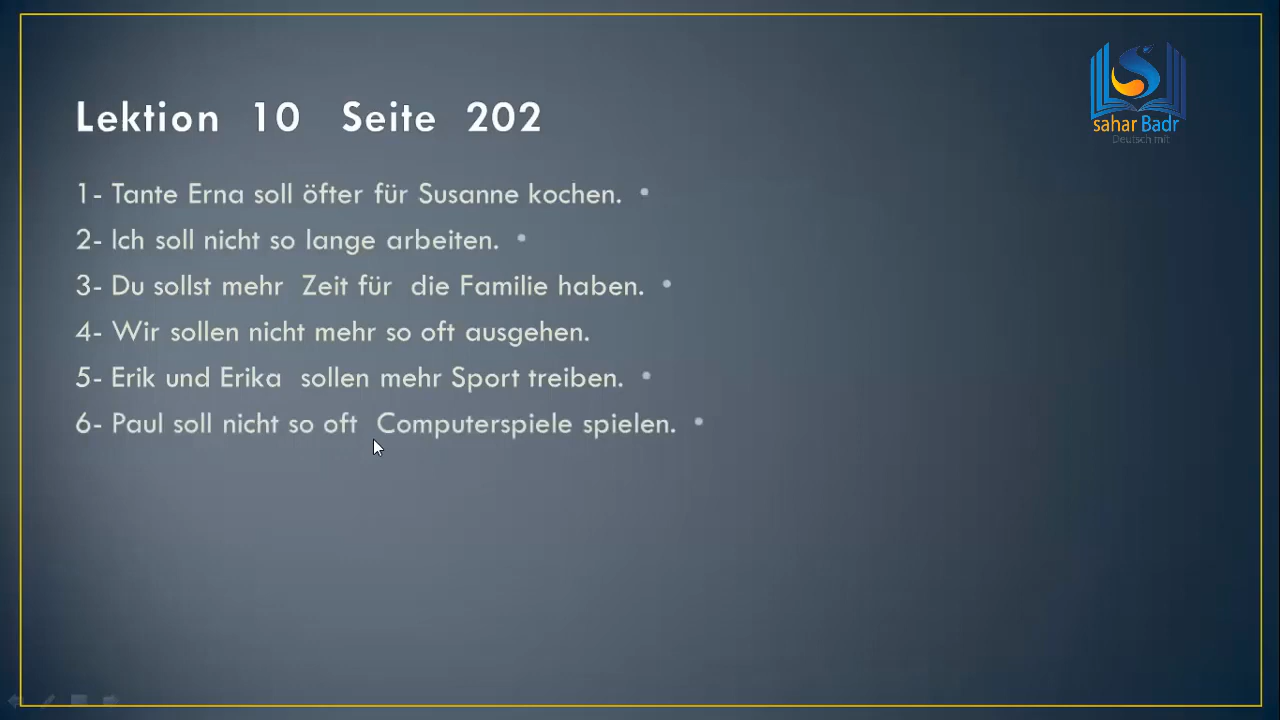 sahar Badr
Deutsch mit
Lektion 10 Seite 202
1- Tante Erna soll öfter für Susanne kochen. •
2- Ich soll nicht so lange arbeiten. •
3- Du sollst mehr Zeit für die Familie haben. •
4- Wir sollen nicht mehr so oft ausgehen.
5- Erik und Erika sollen mehr Sport treiben. •
6- Paul soll nicht so oft Computerspiele spielen. •